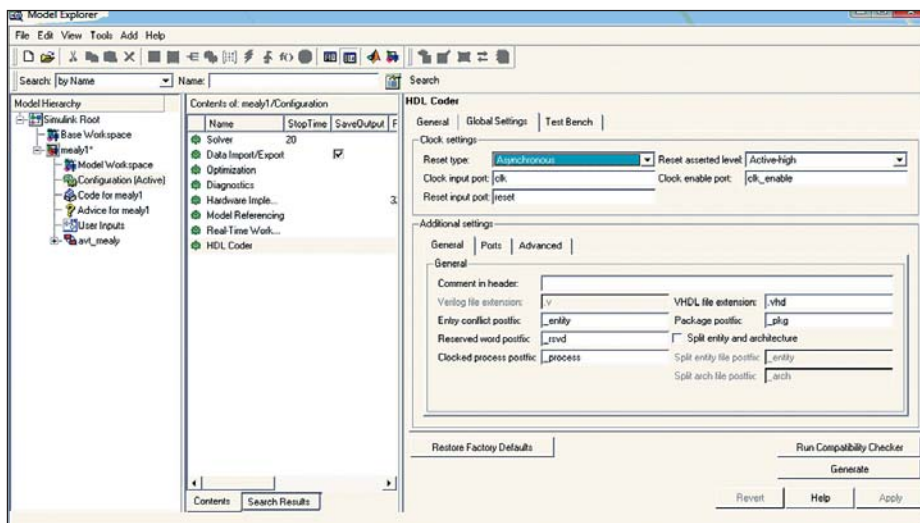 Model Explorer
File Edit View Tools Add Help
Search: by Name Name: Search
Model Hierarchy
Simulink Root
Base Workspace
mealy1*
Model Workspace
Configuration (Active)
Code for mealy1
Advice for mealy1
User Inputs
avt_mealy
Contents of: mealy1/Configuration
Name StopTime SaveOutput F
Solver 20
Data Import/Export
Optimization
Diagnostics
Hardware Imple... 3
Model Referencing
Real-Time Work...
HDL Coder
Contents Search Results
HDL Coder
General Global Settings Test Bench
Clock settings
Reset type: Asynchronous Reset asserted level: Active-high
Clock input port: clk Clock enable port: clk_enable
Reset input port: reset
Additional settings
General Ports Advanced
General
Comment in header:
Verilog file extension: .v VHDL file extension: .vhd
Entity conflict postfix: _entity Package postfix: _pkg
Reserved word postfix: _rsvd Split entity and architecture
Clocked process postfix: _process Split entity file postfix: _entity
Split arch file postfix: _arch
Restore Factory Defaults Run Compatibility Checker
Generate
Revert Help Apply